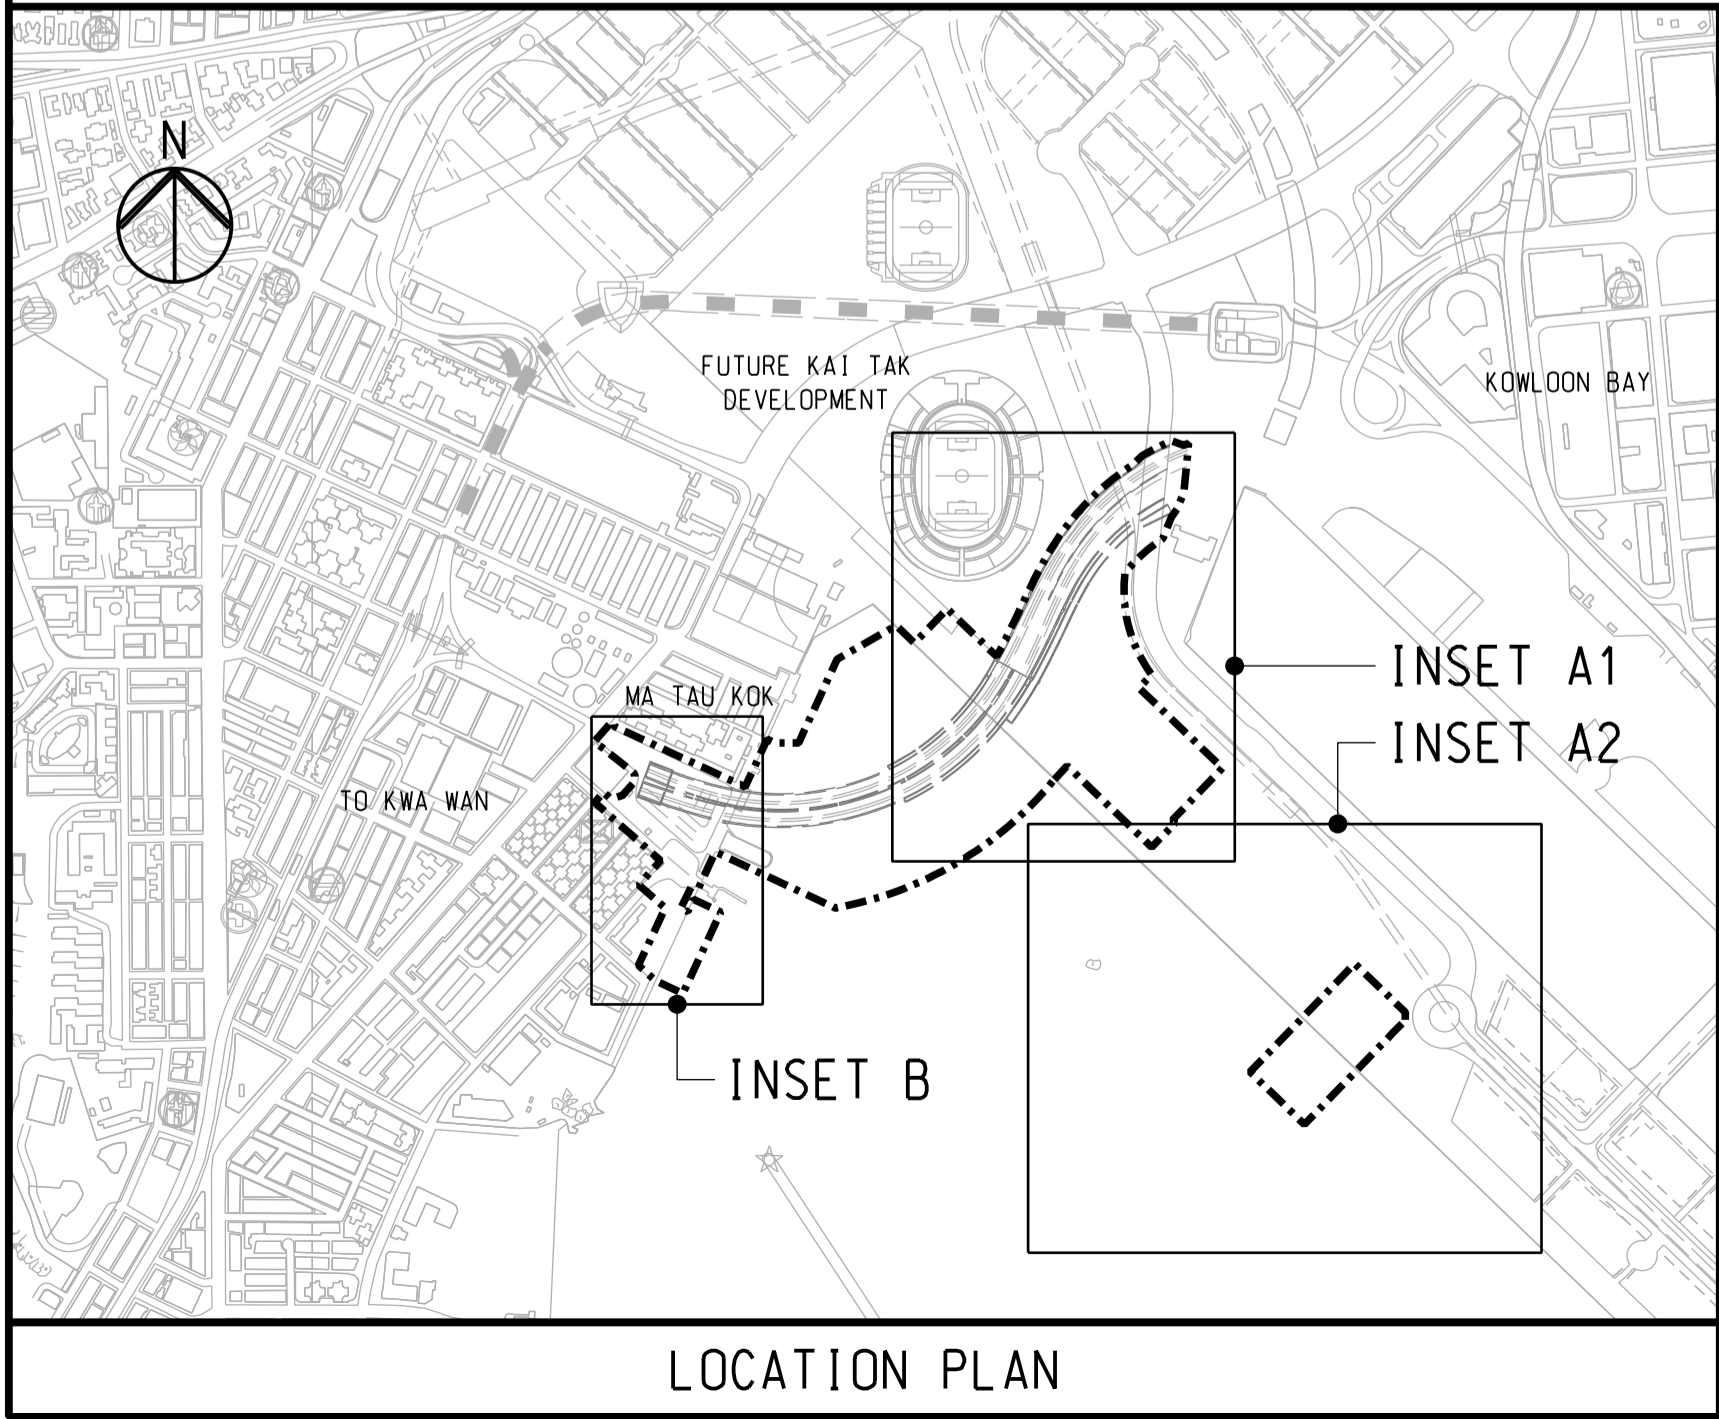 N
FUTURE KAI TAK
DEVELOPMENT
KOWLOON BAY
INSET A1
MA TAU KOK
INSET A2
TO KWA WAN
INSET B
LOCATION PLAN